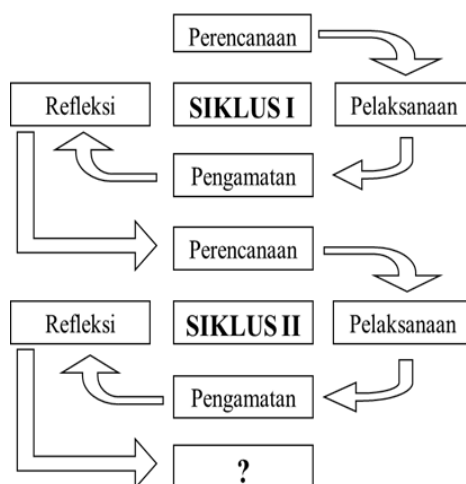 Perencanaan
Refleksi
SIKLUS I
Pelaksanaan
Pengamatan
Perencanaan
Refleksi
SIKLUS II
Pelaksanaan
Pengamatan
?